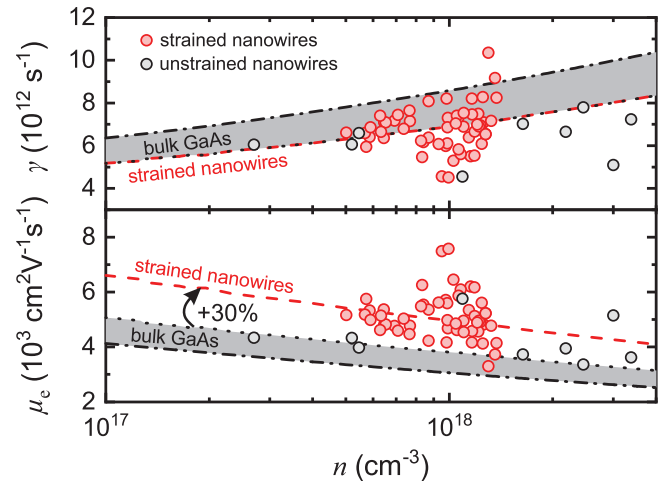 12
10
8
6
4
γ (10¹² s⁻¹)
strained nanowires
unstrained nanowires
bulk GaAs
strained nanowires
8
6
4
2
μₑ (10³ cm²V⁻¹s⁻¹)
strained nanowires
+30%
bulk GaAs
10¹⁷
10¹⁸
n (cm⁻³)